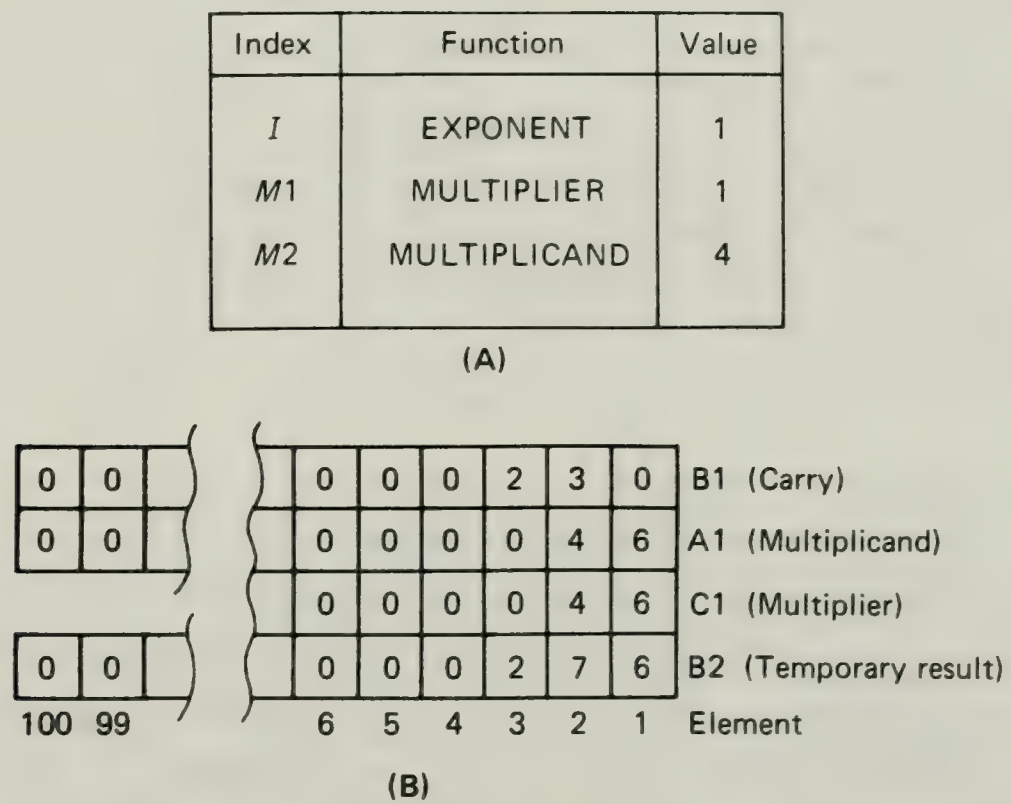 Index Function Value
I EXPONENT 1
M1 MULTIPLIER 1
M2 MULTIPLICAND 4
(A)
0 0 0 0 0 2 3 0 B1 (Carry)
0 0 0 0 0 0 4 6 A1 (Multiplicand)
0 0 0 0 4 6 C1 (Multiplier)
0 0 0 0 0 2 7 6 B2 (Temporary result)
100 99 6 5 4 3 2 1 Element
(B)